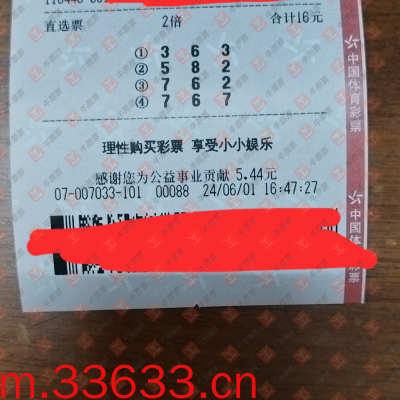 直选票 2倍 合计16元
① 3 6 3
② 5 8 2
③ 7 6 2
④ 7 6 7
理性购买彩票 享受小小娱乐
感谢您为公益事业贡献 5.44元
07-007033-101 00088 24/06/01 16:47:27
中国体育彩票
中国体
m.33633.cn